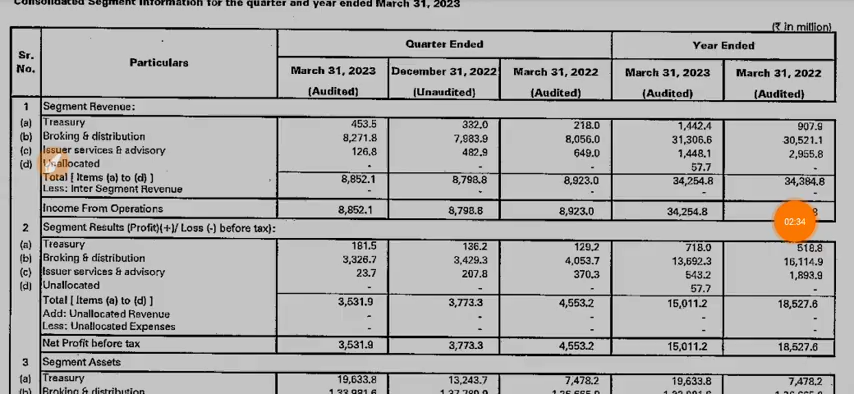 Consolidated Segment Information for the quarter and year ended March 31, 2023
(₹ in million)
Sr. No. Particulars Quarter Ended Year Ended
March 31, 2023 December 31, 2022 March 31, 2022 March 31, 2023 March 31, 2022
(Audited) (Unaudited) (Audited) (Audited) (Audited)
1 Segment Revenue:
(a) Treasury 453.5 332.0 218.0 1,442.4 907.9
(b) Broking & distribution 8,271.8 7,983.9 8,056.0 31,306.6 30,521.1
(c) Issuer services & advisory 126.8 482.9 649.0 1,448.1 2,955.8
(d) Unallocated - - - 57.7 -
Total [ Items (a) to (d) ] 8,852.1 8,798.8 8,923.0 34,254.8 34,384.8
Less: Inter Segment Revenue - - - - -
Income From Operations 8,852.1 8,798.8 8,923.0 34,254.8
2 Segment Results (Profit)(+)/ Loss (-) before tax):
(a) Treasury 181.5 136.2 129.2 718.0 518.8
(b) Broking & distribution 3,326.7 3,429.3 4,053.7 13,692.3 16,114.9
(c) Issuer services & advisory 23.7 207.8 370.3 543.2 1,893.9
(d) Unallocated - - - 57.7 -
Total [ Items (a) to (d) ] 3,531.9 3,773.3 4,553.2 15,011.2 18,527.6
Add: Unallocated Revenue - - - - -
Less: Unallocated Expenses - - - - -
Net Profit before tax 3,531.9 3,773.3 4,553.2 15,011.2 18,527.6
3 Segment Assets
(a) Treasury 19,633.8 13,243.7 7,478.2 19,633.8 7,478.2
(b) Broking & distribution
02:34